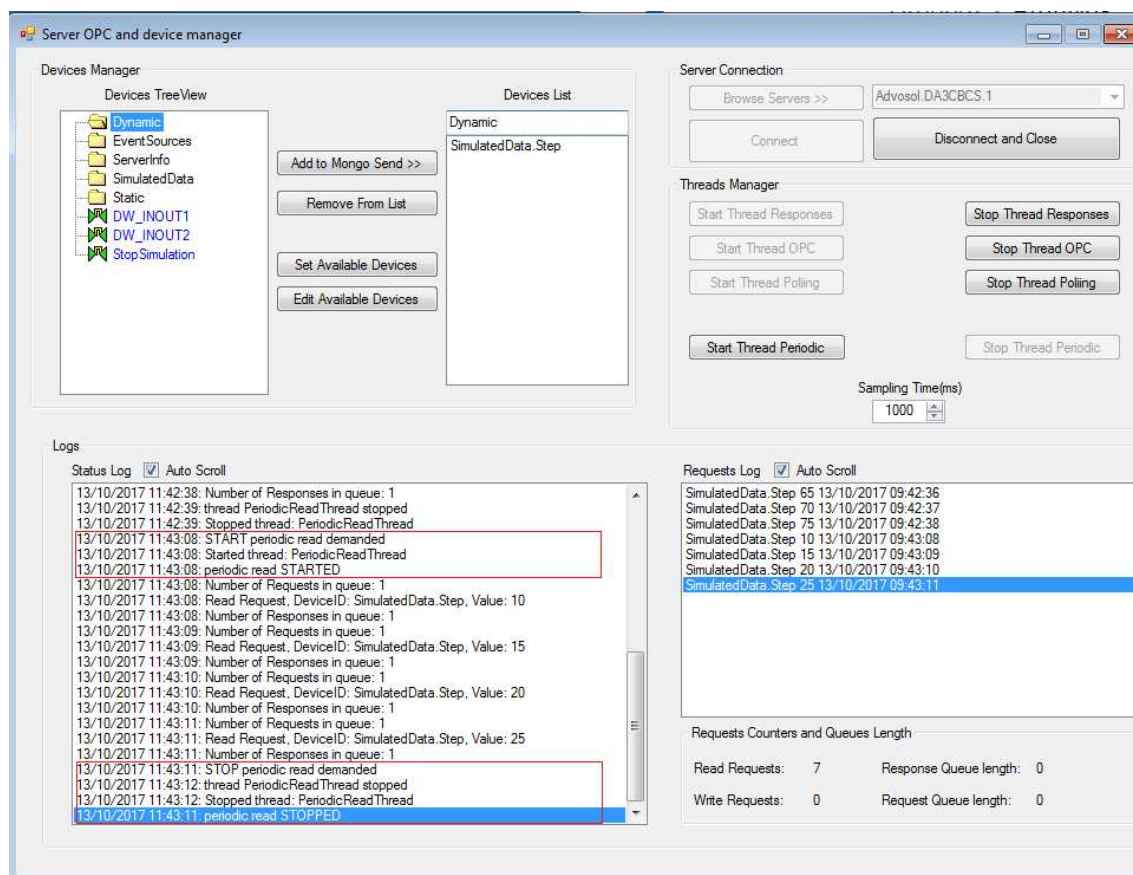 Server OPC and device manager
Devices Manager
Devices TreeView
Dynamic
EventSources
ServerInfo
SimulatedData
Static
DW_INOUT1
DW_INOUT2
StopSimulation
Add to Mongo Send >>
Remove From List
Set Available Devices
Edit Available Devices
Devices List
Dynamic
SimulatedData.Step
Server Connection
Browse Servers >>
Advosol.DA3CBCS.1
Connect
Disconnect and Close
Threads Manager
Start Thread Responses
Stop Thread Responses
Start Thread OPC
Stop Thread OPC
Start Thread Poliing
Stop Thread Poliing
Start Thread Periodic
Stop Thread Periodic
Sampling Time(ms)
1000
Logs
Status Log Auto Scroll
13/10/2017 11:42:38: Number of Responses in queue: 1
13/10/2017 11:42:39: thread PeriodicReadThread stopped
13/10/2017 11:42:39: Stopped thread: PeriodicReadThread
13/10/2017 11:43:08: START periodic read demanded
13/10/2017 11:43:08: Started thread: PeriodicReadThread
13/10/2017 11:43:08: periodic read STARTED
13/10/2017 11:43:08: Number of Requests in queue: 1
13/10/2017 11:43:08: Read Request, DeviceID: SimulatedData.Step, Value: 10
13/10/2017 11:43:08: Number of Responses in queue: 1
13/10/2017 11:43:09: Number of Requests in queue: 1
13/10/2017 11:43:09: Read Request, DeviceID: SimulatedData.Step, Value: 15
13/10/2017 11:43:09: Number of Responses in queue: 1
13/10/2017 11:43:10: Number of Requests in queue: 1
13/10/2017 11:43:10: Read Request, DeviceID: SimulatedData.Step, Value: 20
13/10/2017 11:43:10: Number of Responses in queue: 1
13/10/2017 11:43:11: Number of Requests in queue: 1
13/10/2017 11:43:11: Read Request, DeviceID: SimulatedData.Step, Value: 25
13/10/2017 11:43:11: Number of Responses in queue: 1
13/10/2017 11:43:11: STOP periodic read demanded
13/10/2017 11:43:12: thread PeriodicReadThread stopped
13/10/2017 11:43:12: Stopped thread: PeriodicReadThread
13/10/2017 11:43:11: periodic read STOPPED
Requests Log Auto Scroll
SimulatedData.Step 65 13/10/2017 09:42:36
SimulatedData.Step 70 13/10/2017 09:42:37
SimulatedData.Step 75 13/10/2017 09:42:38
SimulatedData.Step 10 13/10/2017 09:43:08
SimulatedData.Step 15 13/10/2017 09:43:09
SimulatedData.Step 20 13/10/2017 09:43:10
SimulatedData.Step 25 13/10/2017 09:43:11
Requests Counters and Queues Length
Read Requests: 7 Response Queue length: 0
Write Requests: 0 Request Queue length: 0